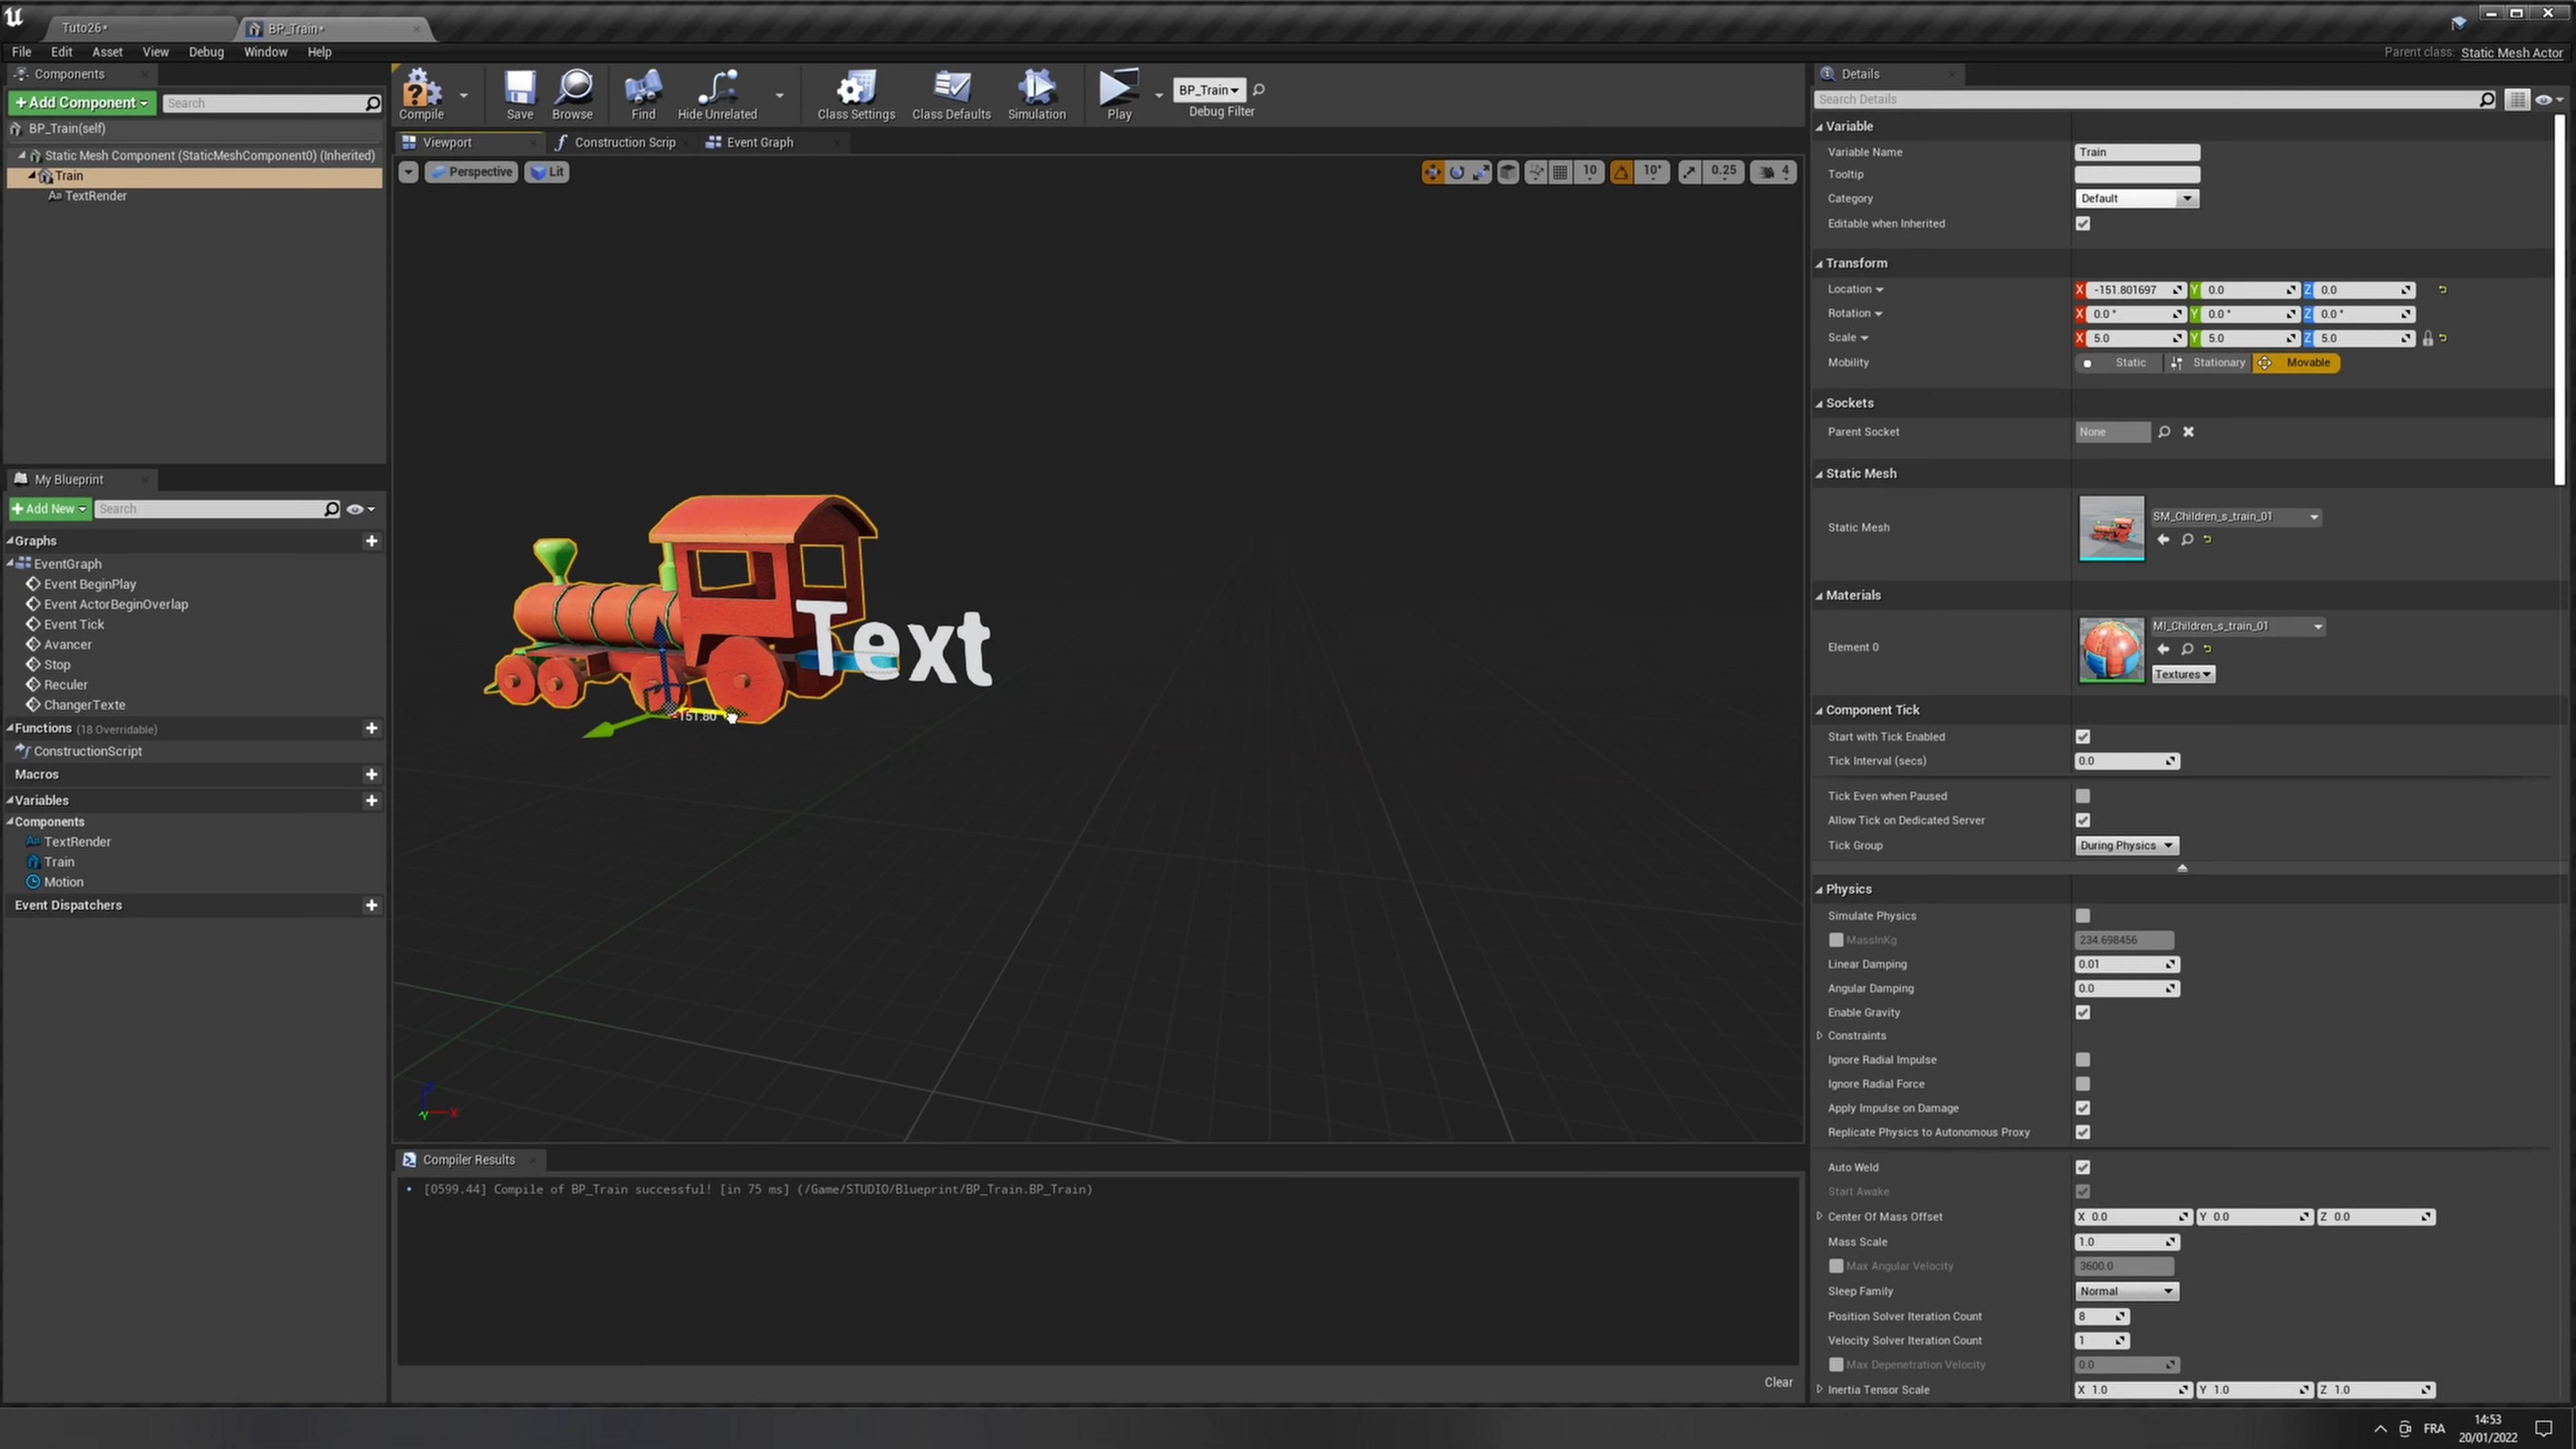 Tuto26*
BP_Train*
File Edit Asset View Debug Window Help
Parent class: Static Mesh Actor
Components
+Add Component Search
BP_Train(self)
Static Mesh Component (StaticMeshComponent0) (Inherited)
Train
Aa TextRender
My Blueprint
+Add New Search
Graphs
EventGraph
Event BeginPlay
Event ActorBeginOverlap
Event Tick
Avancer
Stop
Reculer
ChangerTexte
Functions (18 Overridable)
ConstructionScript
Macros
Variables
Components
Aa TextRender
Train
Motion
Event Dispatchers
Compile Save Browse Find Hide Unrelated Class Settings Class Defaults Simulation Play
BP_Train
Debug Filter
Viewport Construction Scrip Event Graph
Perspective Lit 10 10° 0.25 4
Text
-151.80
X
Compiler Results
[0599.44] Compile of BP_Train successful! [in 75 ms] (/Game/STUDIO/Blueprint/BP_Train.BP_Train)
Clear
Details
Search Details
Variable
Variable Name Train
Tooltip
Category Default
Editable when Inherited
Transform
Location X -151.801697 Y 0.0 Z 0.0
Rotation X 0.0 ° Y 0.0 ° Z 0.0 °
Scale X 5.0 Y 5.0 Z 5.0
Mobility Static Stationary Movable
Sockets
Parent Socket None
Static Mesh
Static Mesh SM_Children_s_train_01
Materials
Element 0 MI_Children_s_train_01
Textures
Component Tick
Start with Tick Enabled
Tick Interval (secs) 0.0
Tick Even when Paused
Allow Tick on Dedicated Server
Tick Group During Physics
Physics
Simulate Physics
MassInKg 234.698456
Linear Damping 0.01
Angular Damping 0.0
Enable Gravity
Constraints
Ignore Radial Impulse
Ignore Radial Force
Apply Impulse on Damage
Replicate Physics to Autonomous Proxy
Auto Weld
Start Awake
Center Of Mass Offset X 0.0 Y 0.0 Z 0.0
Mass Scale 1.0
Max Angular Velocity 3600.0
Sleep Family Normal
Position Solver Iteration Count 8
Velocity Solver Iteration Count 1
Max Depenetration Velocity 0.0
Inertia Tensor Scale X 1.0 Y 1.0 Z 1.0
FRA
14:53
20/01/2022